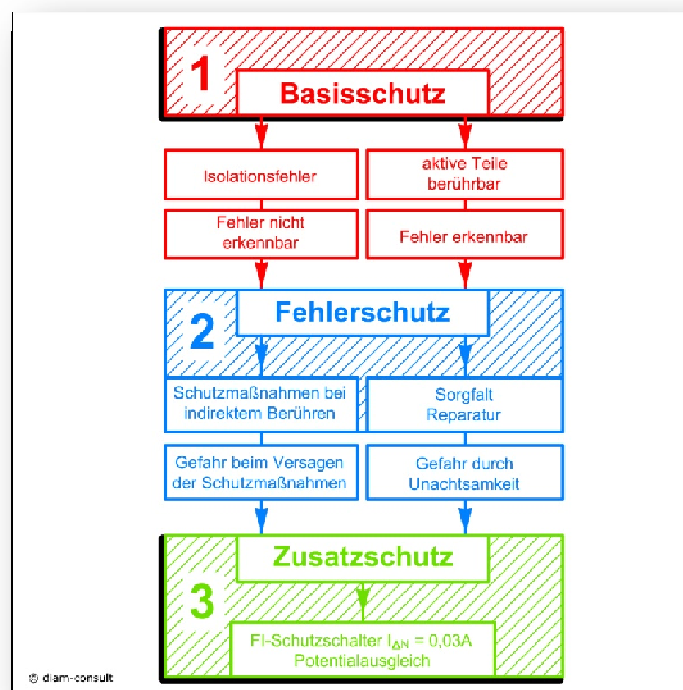 1
Basisschutz
Isolationsfehler
aktive Teile
berührbar
Fehler nicht
erkennbar
Fehler erkennbar
2
Fehlerschutz
Schutzmaßnahmen bei
indirektem Berühren
Sorgfalt
Reparatur
Gefahr beim Versagen
der Schutzmaßnahmen
Gefahr durch
Unachtsamkeit
Zusatzschutz
3
FI-Schutzschalter IΔN = 0,03A
Potentialausgleich
© diam-consult